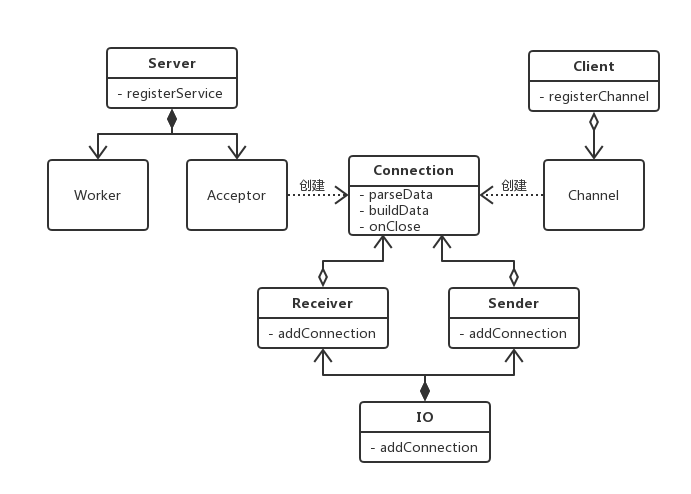 Server
- registerService
Client
- registerChannel
Worker
Acceptor
创建
Connection
- parseData
- buildData
- onClose
创建
Channel
Receiver
- addConnection
Sender
- addConnection
IO
- addConnection